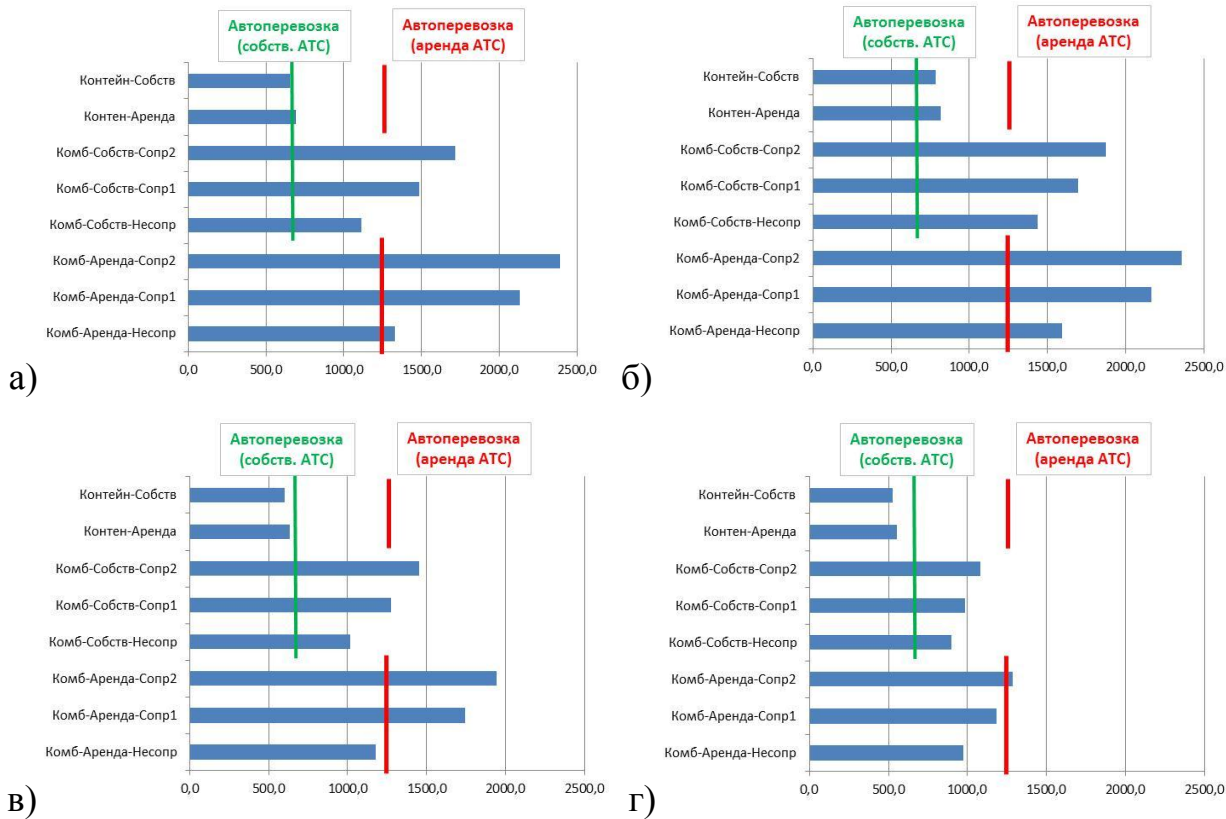 Автоперевозка
(собств. АТС)
Автоперевозка
(аренда АТС)
Контейн-Собств
Контен-Аренда
Комб-Собств-Сопр2
Комб-Собств-Сопр1
Комб-Собств-Несопр
Комб-Аренда-Сопр2
Комб-Аренда-Сопр1
Комб-Аренда-Несопр
0,0 500,0 1000,0 1500,0 2000,0 2500,0
а)
Автоперевозка
(собств. АТС)
Автоперевозка
(аренда АТС)
Контейн-Собств
Контен-Аренда
Комб-Собств-Сопр2
Комб-Собств-Сопр1
Комб-Собств-Несопр
Комб-Аренда-Сопр2
Комб-Аренда-Сопр1
Комб-Аренда-Несопр
0,0 500,0 1000,0 1500,0 2000,0 2500,0
б)
Автоперевозка
(собств. АТС)
Автоперевозка
(аренда АТС)
Контейн-Собств
Контен-Аренда
Комб-Собств-Сопр2
Комб-Собств-Сопр1
Комб-Собств-Несопр
Комб-Аренда-Сопр2
Комб-Аренда-Сопр1
Комб-Аренда-Несопр
0,0 500,0 1000,0 1500,0 2000,0 2500,0
в)
Автоперевозка
(собств. АТС)
Автоперевозка
(аренда АТС)
Контейн-Собств
Контен-Аренда
Комб-Собств-Сопр2
Комб-Собств-Сопр1
Комб-Собств-Несопр
Комб-Аренда-Сопр2
Комб-Аренда-Сопр1
Комб-Аренда-Несопр
0,0 500,0 1000,0 1500,0 2000,0 2500,0
г)